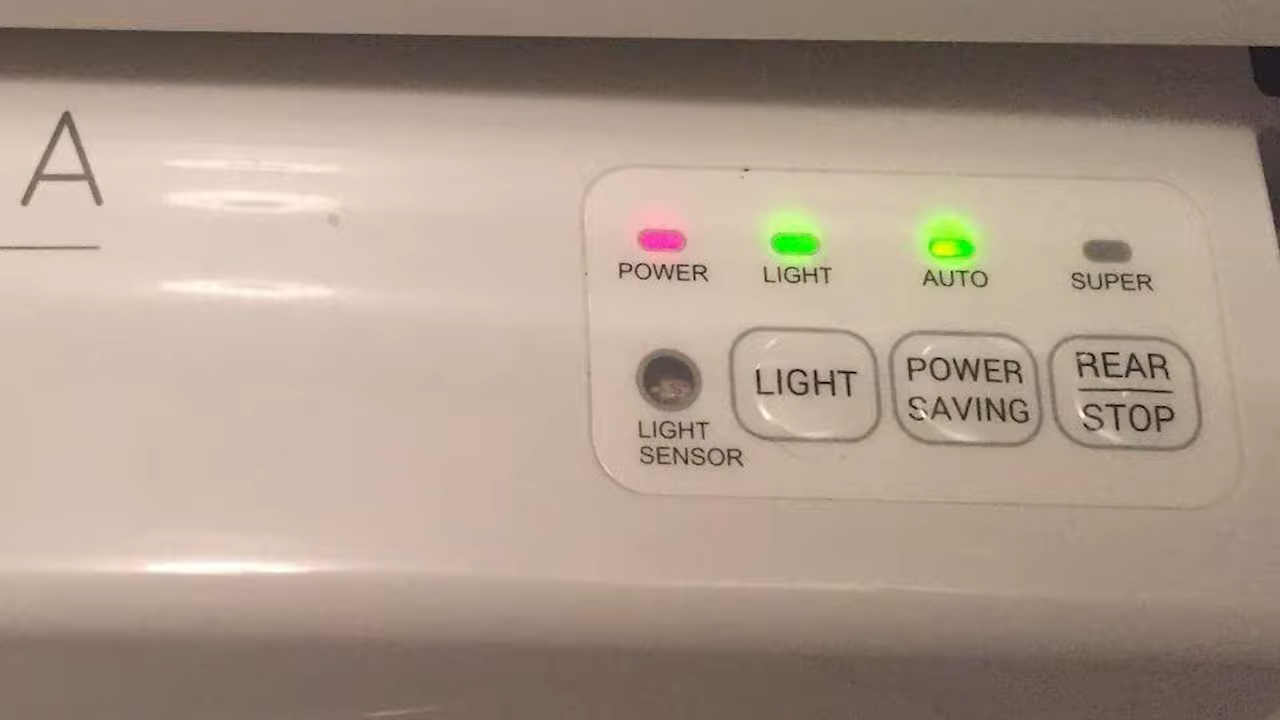 A
POWER LIGHT AUTO SUPER
LIGHT
POWER
SAVING
REAR
STOP
LIGHT
SENSOR